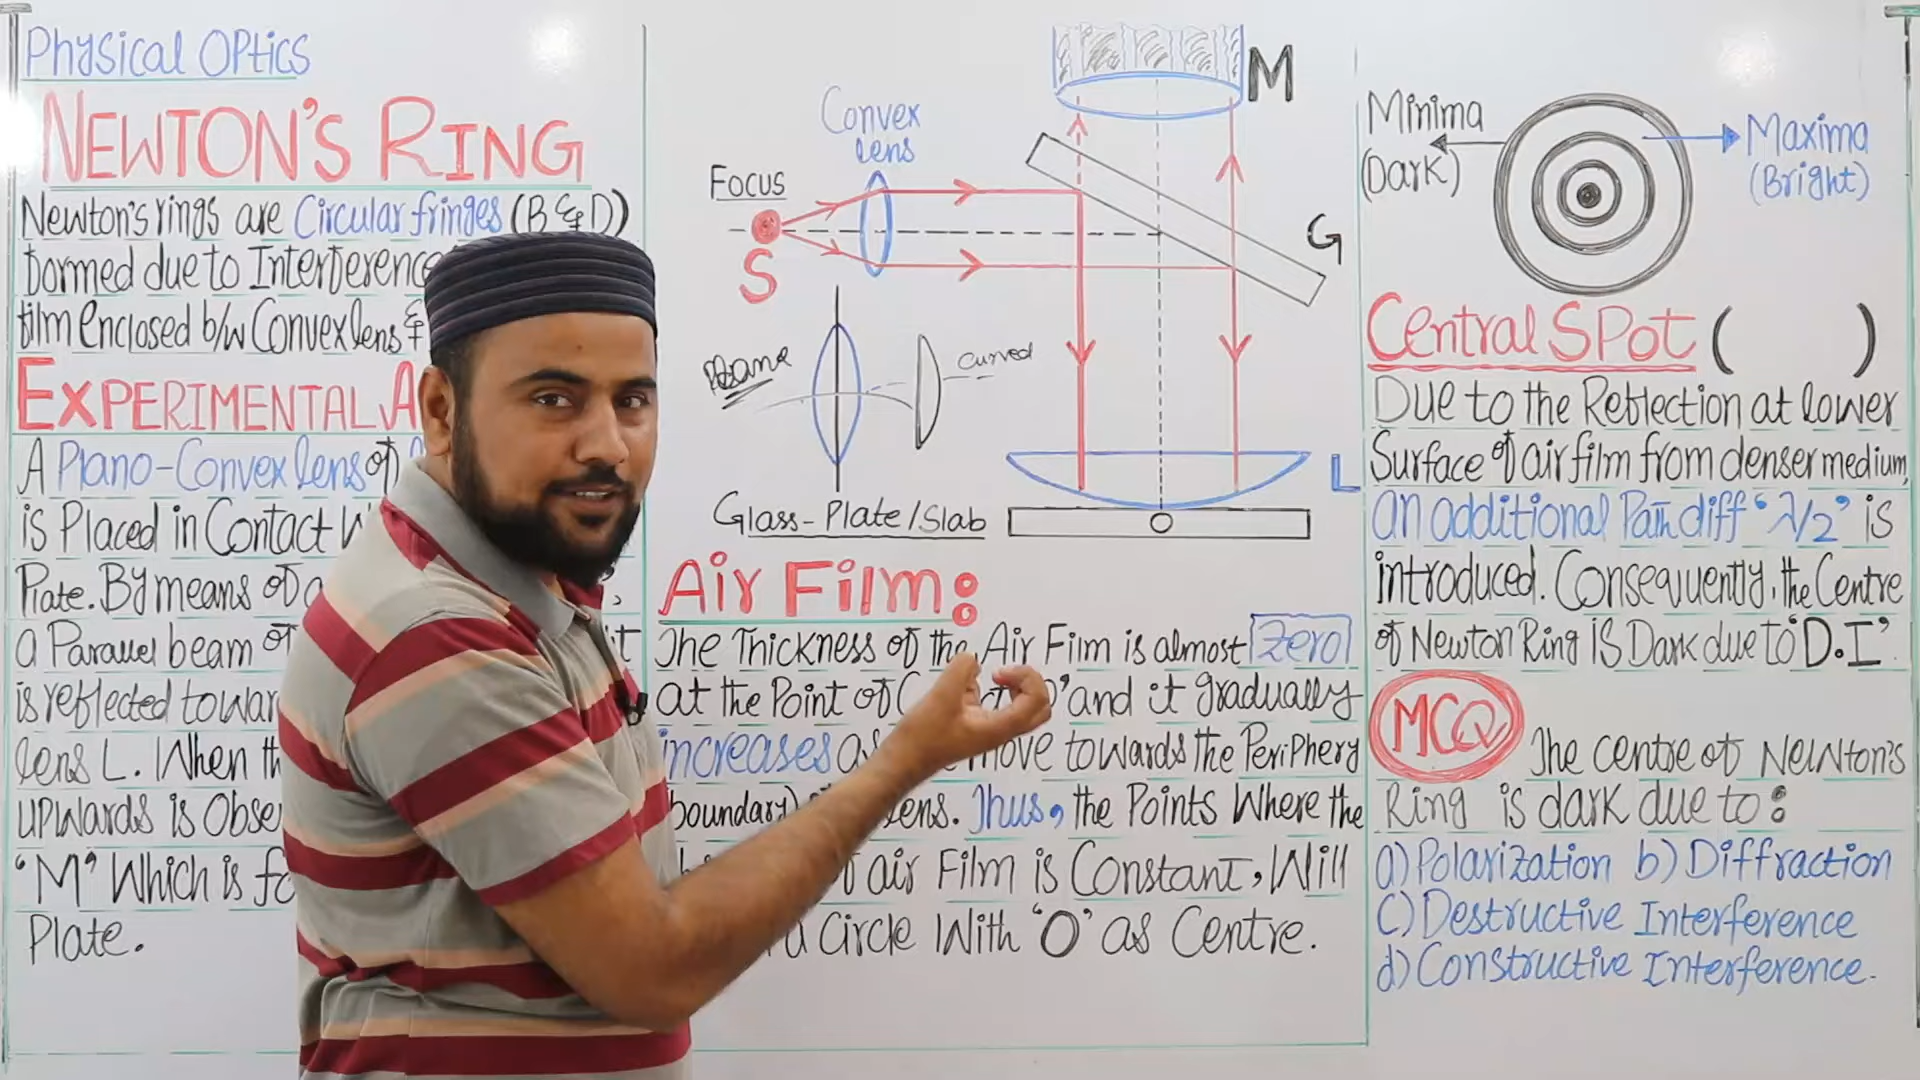 Physical Optics
NEWTON'S RING
Newton's rings are Circular fringes (B & D)
formed due to Interference
film enclosed b/w Convex lens &
EXPERIMENTAL A
A Plano-Convex lens of
is Placed in Contact W
Plate. By means of a
a Parallel beam of
is reflected towar
lens L. When th
upwards is Obse
'M' Which is fo
Plate.
Convex
lens
Focus
S
M
G
curved
L
Glass-Plate/Slab
O
Air Film:
The Thickness of the Air Film is almost Zero
at the Point of C O' and it gradually
increases as move towards the Periphery
(boundary) lens. Thus, the Points Where the
of air Film is Constant, Will
a Circle With 'O' as Centre.
Minima
(Dark)
Maxima
(Bright)
Central Spot ( )
Due to the Reflection at lower
Surface of air film from denser medium,
an additional Path diff 'λ/2' is
introduced. Consequently, the Centre
of Newton Ring is Dark due to 'D.I'.
MCQ The centre of Newton's
Ring is dark due to:
a) Polarization b) Diffraction
c) Destructive Interference
d) Constructive Interference.